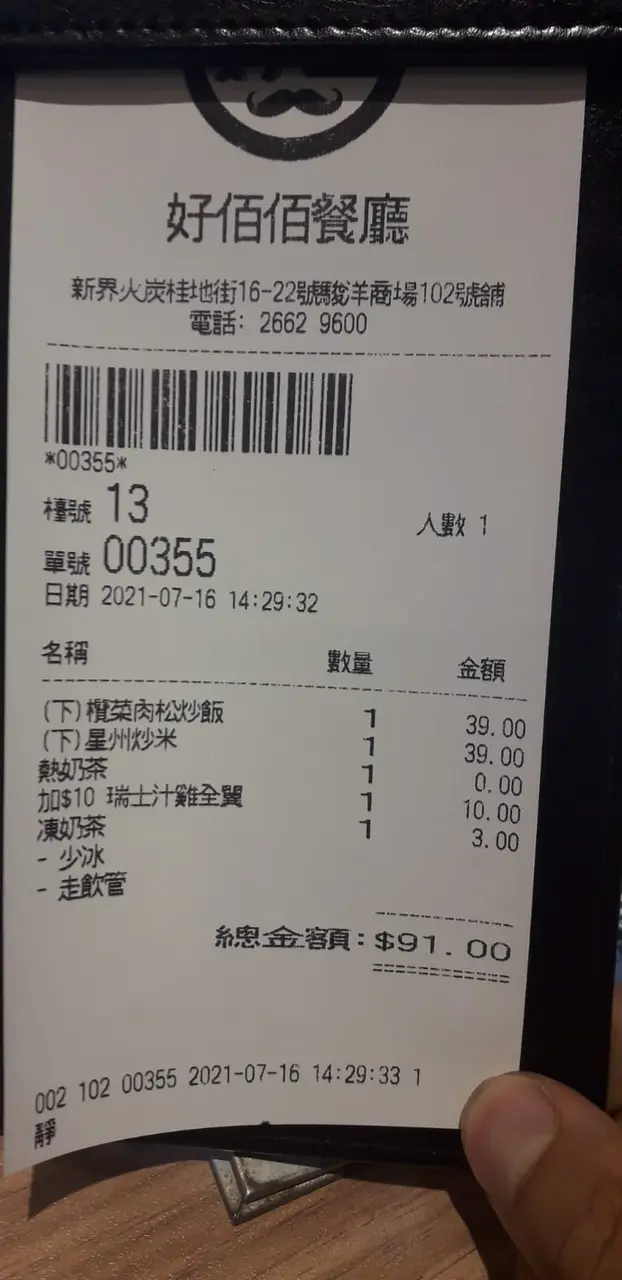 好佰佰餐廳
新界火炭桂地街16-22號駿羊商場102號舖
電話: 2662 9600
*00355*
檯號 13 人數 1
單號 00355
日期 2021-07-16 14:29:32
名稱 數量 金額
(下)欖菜肉松炒飯 1 39.00
(下)星州炒米 1 39.00
熱奶茶 1 0.00
加$10 瑞士汁雞全翼 1 10.00
凍奶茶 1 3.00
- 少冰
- 走飲管
總金額:$91.00
002 102 00355 2021-07-16 14:29:33 1
靜